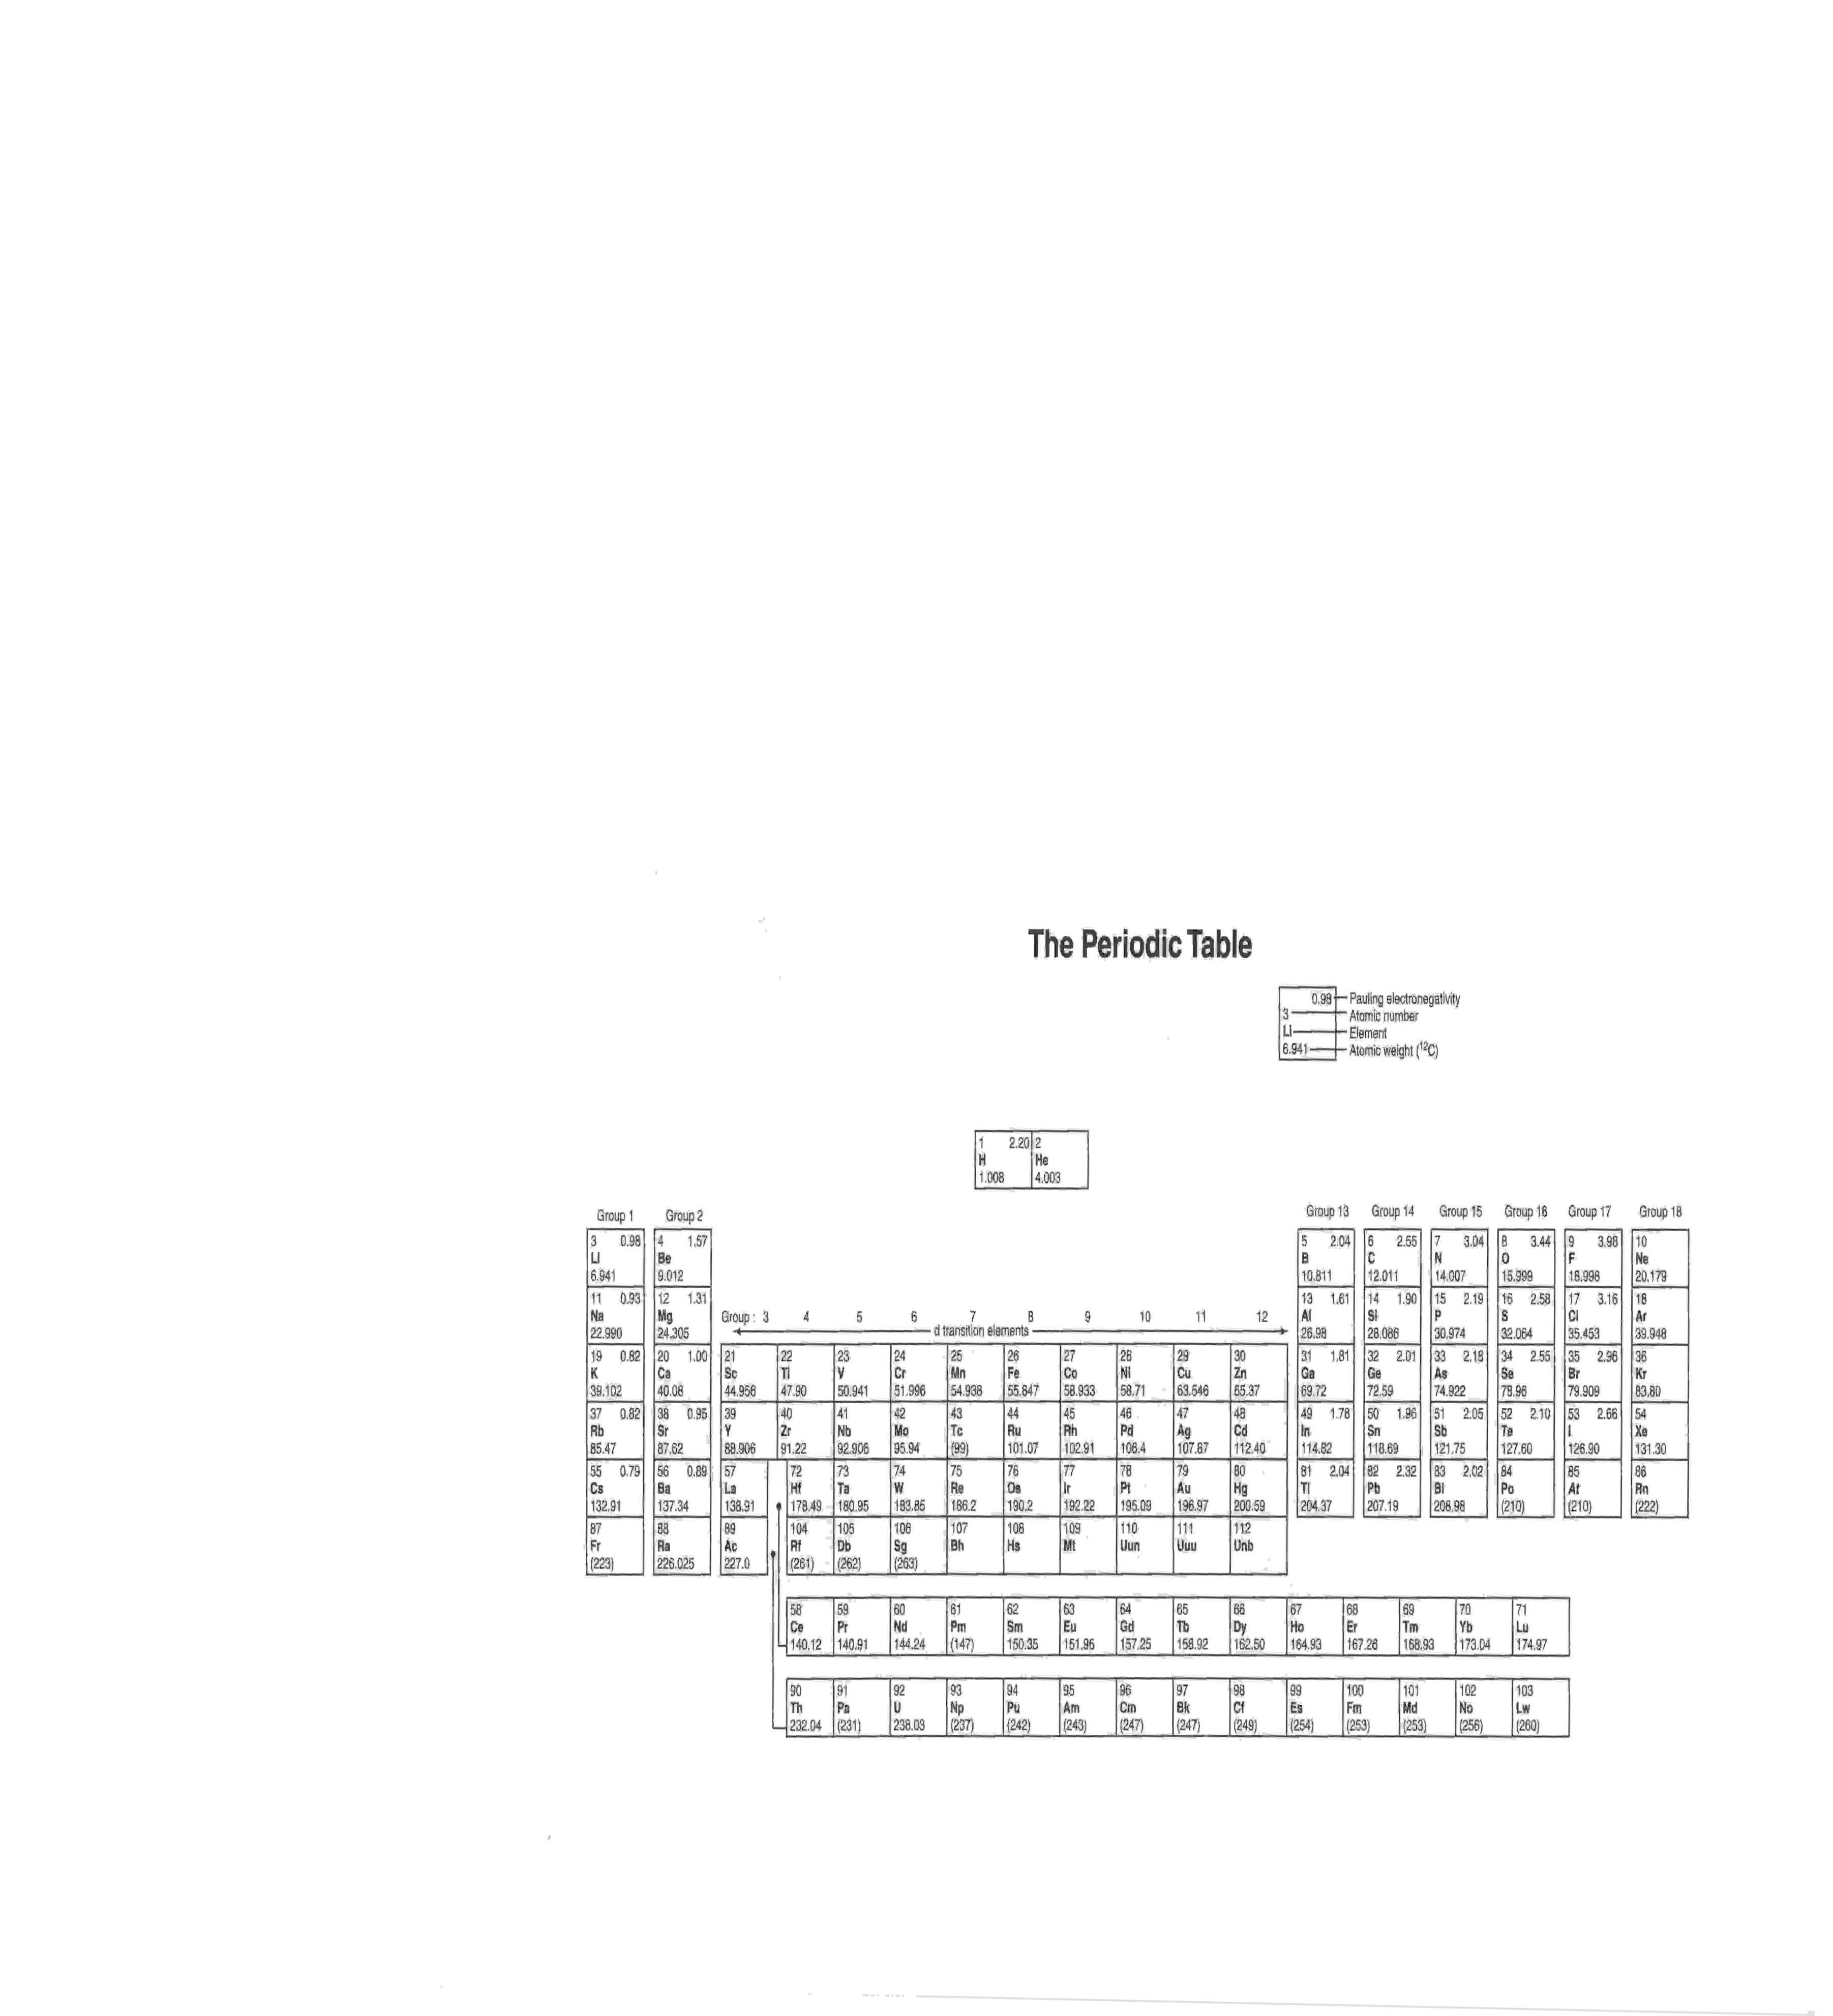 The Periodic Table
0.98 Pauling electronegativity
3 Atomic number
Li Element
6.941 Atomic weight (¹²C)
1 2.20 2
H He
1.008 4.003
Group 1 Group 2 Group 13 Group 14 Group 15 Group 16 Group 17 Group 18
3 0.98 4 1.57 5 2.04 6 2.55 7 3.04 8 3.44 9 3.98 10
Li Be B C N O F Ne
6.941 9.012 10.811 12.011 14.007 15.999 18.998 20.179
11 0.93 12 1.31 13 1.61 14 1.90 15 2.19 16 2.58 17 3.16 18
Na Mg Group : 3 4 5 6 7 8 9 10 11 12 Al Si P S Cl Ar
22.990 24.305 d transition elements 26.98 28.086 30.974 32.064 35.453 39.948
19 0.82 20 1.00 21 22 23 24 25 26 27 28 29 30 31 1.81 32 2.01 33 2.18 34 2.55 35 2.96 36
K Ca Sc Ti V Cr Mn Fe Co Ni Cu Zn Ga Ge As Se Br Kr
39.102 40.08 44.956 47.90 50.941 51.996 54.938 55.847 58.933 58.71 63.546 65.37 69.72 72.59 74.922 78.96 79.909 83.80
37 0.82 38 0.95 39 40 41 42 43 44 45 46 47 48 49 1.78 50 1.96 51 2.05 52 2.10 53 2.66 54
Rb Sr Y Zr Nb Mo Tc Ru Rh Pd Ag Cd In Sn Sb Te I Xe
85.47 87.62 88.906 91.22 92.906 95.94 (99) 101.07 102.91 106.4 107.87 112.40 114.82 118.69 121.75 127.60 126.90 131.30
55 0.79 56 0.89 57 72 73 74 75 76 77 78 79 80 81 2.04 82 2.32 83 2.02 84 85 86
Cs Ba La Hf Ta W Re Os Ir Pt Au Hg Tl Pb Bi Po At Rn
132.91 137.34 138.91 178.49 180.95 183.85 186.2 190.2 192.22 195.09 196.97 200.59 204.37 207.19 208.98 (210) (210) (222)
87 88 89 104 105 106 107 108 109 110 111 112
Fr Ra Ac Rf Db Sg Bh Hs Mt Uun Uuu Unb
(223) 226.025 227.0 (261) (262) (263)
58 59 60 61 62 63 64 65 66 67 68 69 70 71
Ce Pr Nd Pm Sm Eu Gd Tb Dy Ho Er Tm Yb Lu
140.12 140.91 144.24 (147) 150.35 151.96 157.25 158.92 162.50 164.93 167.26 168.93 173.04 174.97
90 91 92 93 94 95 96 97 98 99 100 101 102 103
Th Pa U Np Pu Am Cm Bk Cf Es Fm Md No Lw
232.04 (231) 238.03 (237) (242) (243) (247) (247) (249) (254) (253) (253) (256) (260)